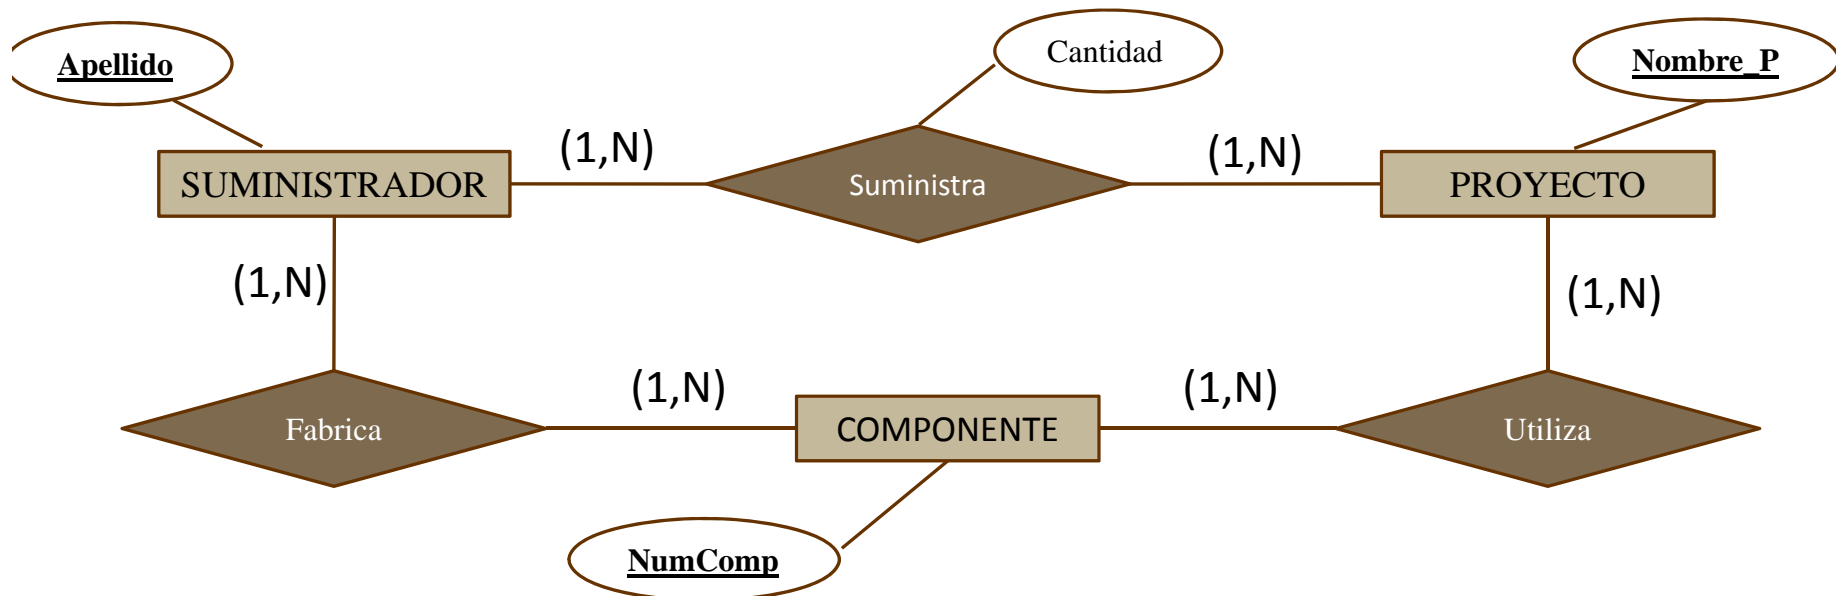 Apellido
Cantidad
Nombre_P
(1,N)
(1,N)
SUMINISTRADOR
Suministra
PROYECTO
(1,N)
(1,N)
(1,N)
(1,N)
Fabrica
COMPONENTE
Utiliza
NumComp